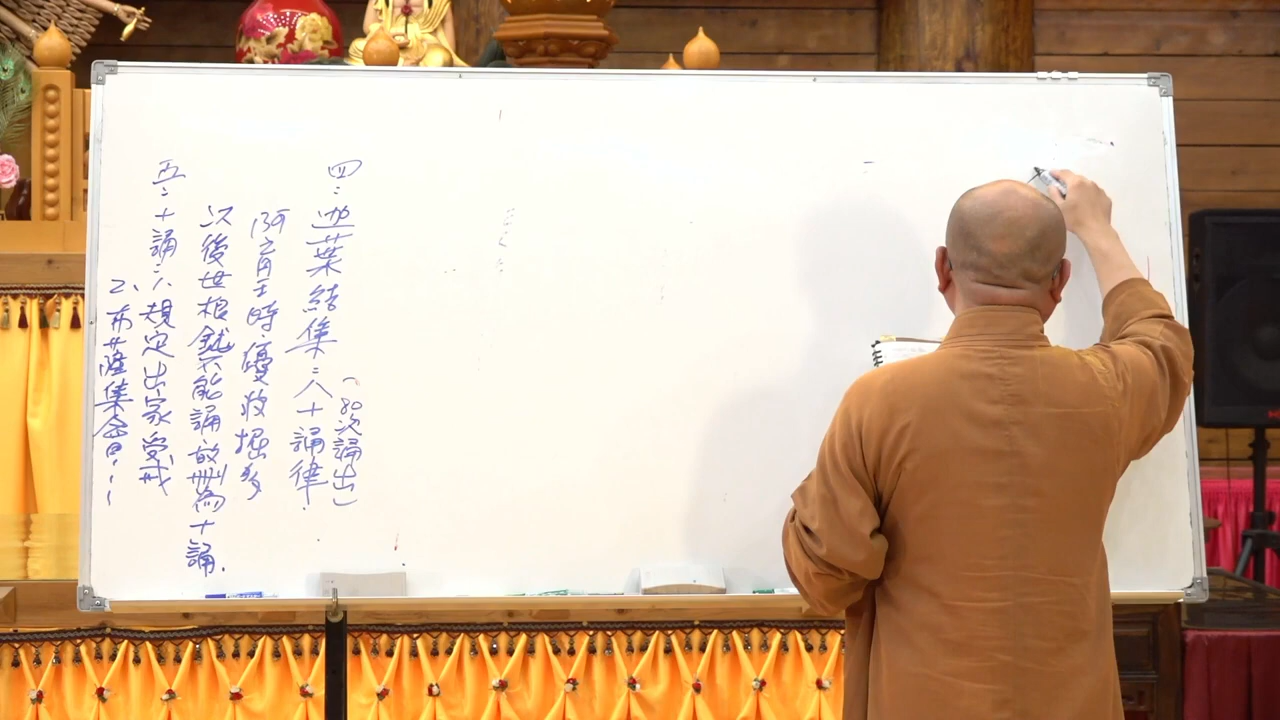 四:迦葉結集:八十誦律.
(80次誦出)
阿育王時.優波掘多
次後世根鈍不能誦故刪為十誦.
五:十誦:1、規定出家受戒
2、布薩集會日